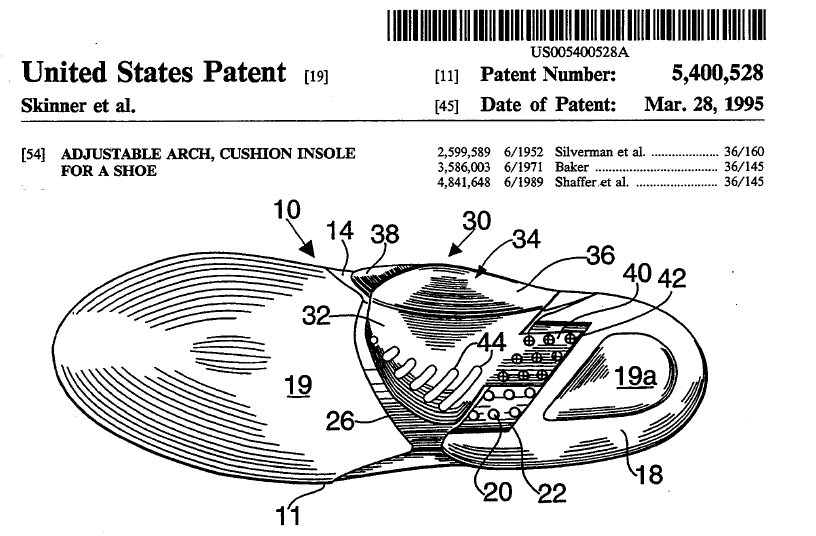 US005400528A
United States Patent [19]
[11] Patent Number: 5,400,528
Skinner et al.
[45] Date of Patent: Mar. 28, 1995
[54] ADJUSTABLE ARCH, CUSHION INSOLE
FOR A SHOE
2,599,589 6/1952 Silverman et al. .................... 36/160
3,586,003 6/1971 Baker ..................................... 36/145
4,841,648 6/1989 Shaffer et al. ......................... 36/145
10
14
38
30
34
36
40
42
32
44
19
19a
26
20
22
18
11